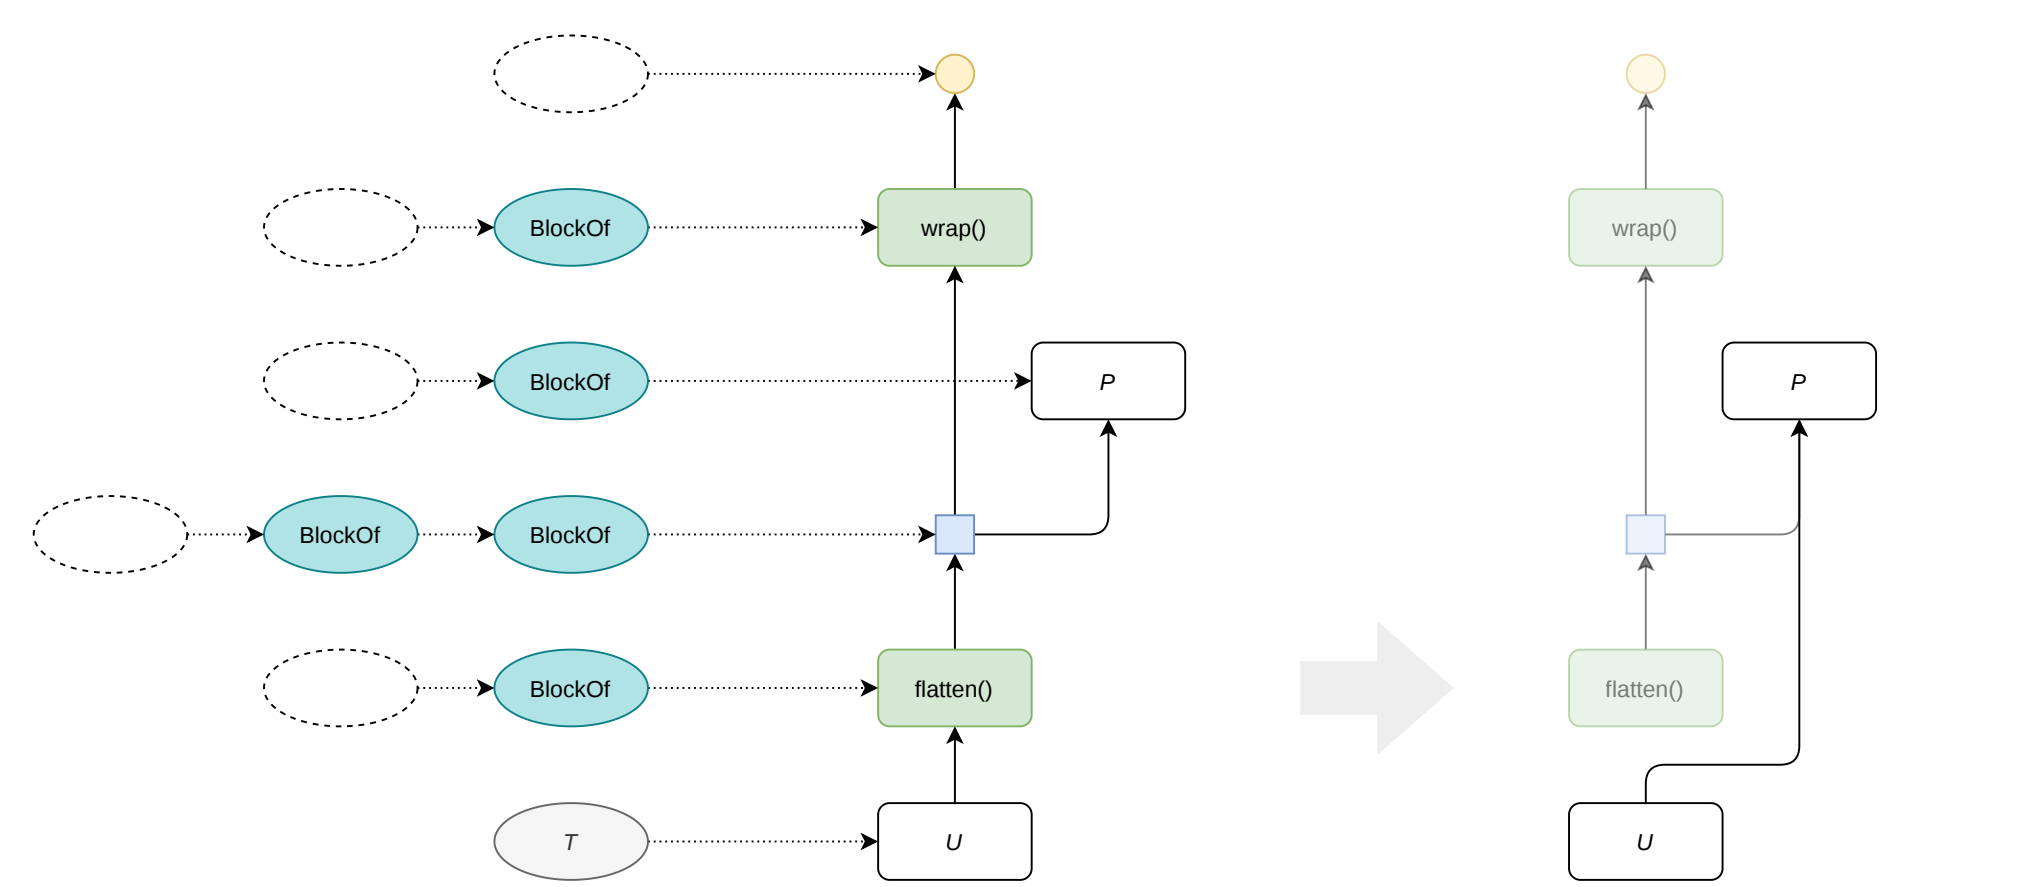 BlockOf
wrap()
wrap()
BlockOf
P
P
BlockOf
BlockOf
BlockOf
flatten()
flatten()
T
U
U